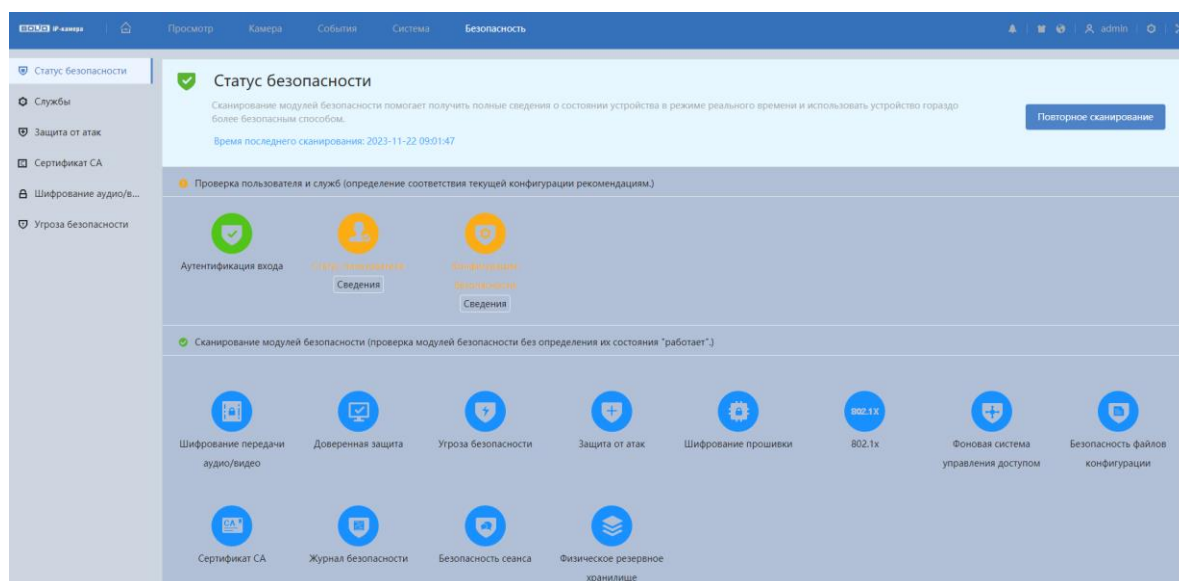 BOLID IP-камера
Просмотр Камера События Система Безопасность
admin
Статус безопасности
Службы
Защита от атак
Сертификат CA
Шифрование аудио/в...
Угроза безопасности
Статус безопасности
Сканирование модулей безопасности помогает получить полные сведения о состоянии устройства в режиме реального времени и использовать устройство гораздо
более безопасным способом.
Повторное сканирование
Время последнего сканирования: 2023-11-22 09:01:47
Проверка пользователя и служб (определение соответствия текущей конфигурации рекомендациям.)
Аутентификация входа
Сведения
Сведения
Сканирование модулей безопасности (проверка модулей безопасности без определения их состояния "работает".)
802.1X
Шифрование передачи
аудио/видео
Доверенная защита
Угроза безопасности
Защита от атак
Шифрование прошивки
802.1x
Фоновая система
управления доступом
Безопасность файлов
конфигурации
CA
Сертификат CA
Журнал безопасности
Безопасность сеанса
Физическое резервное
хранилище